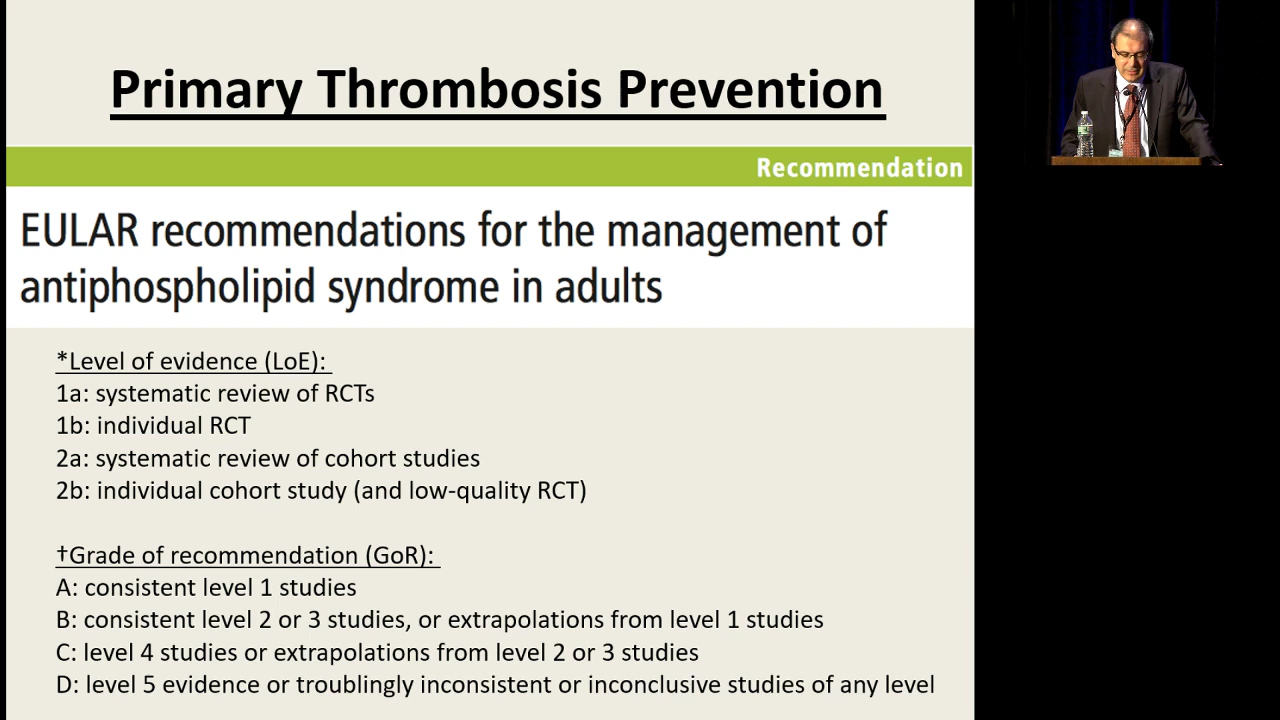 Primary Thrombosis Prevention
Recommendation
EULAR recommendations for the management of
antiphospholipid syndrome in adults
*Level of evidence (LoE):
1a: systematic review of RCTs
1b: individual RCT
2a: systematic review of cohort studies
2b: individual cohort study (and low-quality RCT)
†Grade of recommendation (GoR):
A: consistent level 1 studies
B: consistent level 2 or 3 studies, or extrapolations from level 1 studies
C: level 4 studies or extrapolations from level 2 or 3 studies
D: level 5 evidence or troublingly inconsistent or inconclusive studies of any level